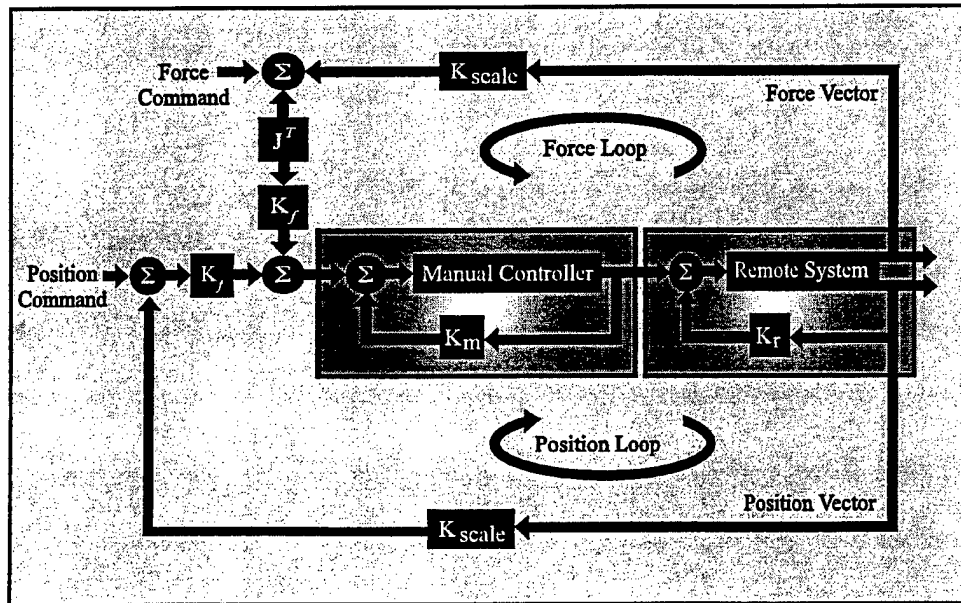 Force
Command
Σ
K scale
Force Vector
J^T
Force Loop
K_f
Position
Command
Σ
K_f
Σ
Σ
Manual Controller
Σ
Remote System
K_m
K_r
Position Loop
Position Vector
K scale